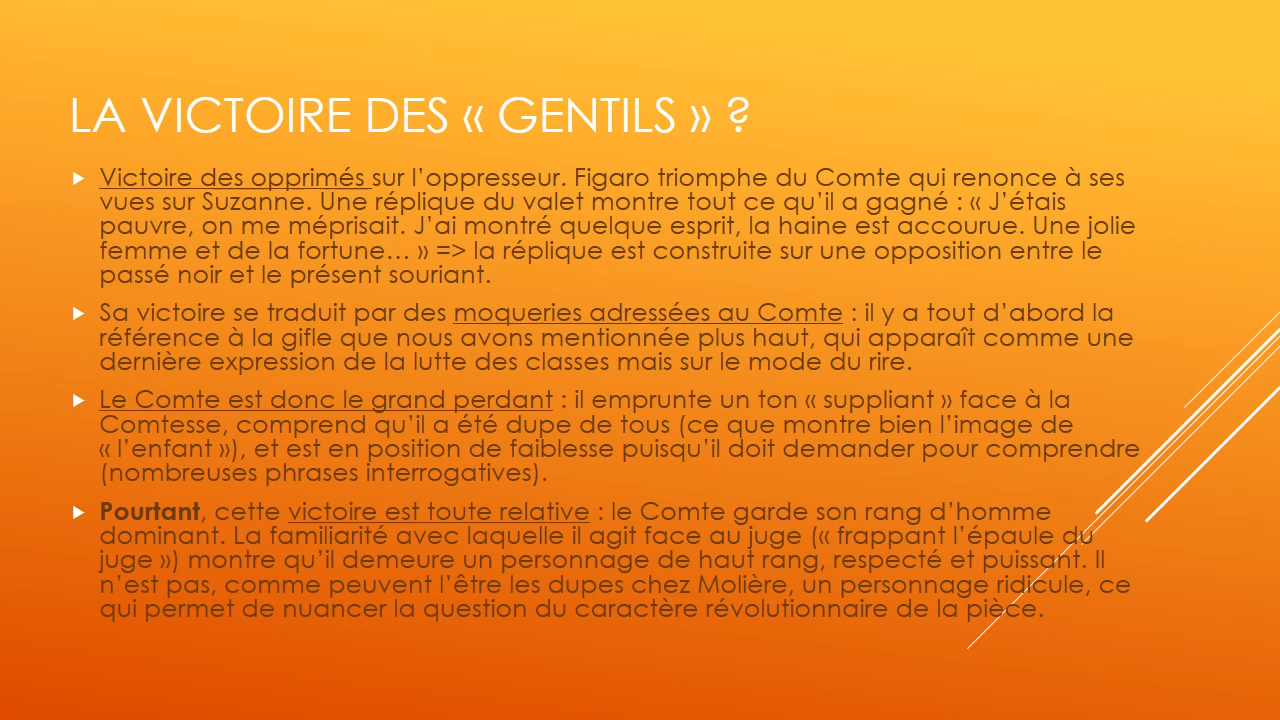 LA VICTOIRE DES « GENTILS » ?
Victoire des opprimés sur l’oppresseur. Figaro triomphe du Comte qui renonce à ses
vues sur Suzanne. Une réplique du valet montre tout ce qu’il a gagné : « J’étais
pauvre, on me méprisait. J’ai montré quelque esprit, la haine est accourue. Une jolie
femme et de la fortune… » => la réplique est construite sur une opposition entre le
passé noir et le présent souriant.
Sa victoire se traduit par des moqueries adressées au Comte : il y a tout d’abord la
référence à la gifle que nous avons mentionnée plus haut, qui apparaît comme une
dernière expression de la lutte des classes mais sur le mode du rire.
Le Comte est donc le grand perdant : il emprunte un ton « suppliant » face à la
Comtesse, comprend qu’il a été dupe de tous (ce que montre bien l’image de
« l’enfant »), et est en position de faiblesse puisqu’il doit demander pour comprendre
(nombreuses phrases interrogatives).
Pourtant, cette victoire est toute relative : le Comte garde son rang d’homme
dominant. La familiarité avec laquelle il agit face au juge (« frappant l’épaule du
juge ») montre qu’il demeure un personnage de haut rang, respecté et puissant. Il
n’est pas, comme peuvent l’être les dupes chez Molière, un personnage ridicule, ce
qui permet de nuancer la question du caractère révolutionnaire de la pièce.